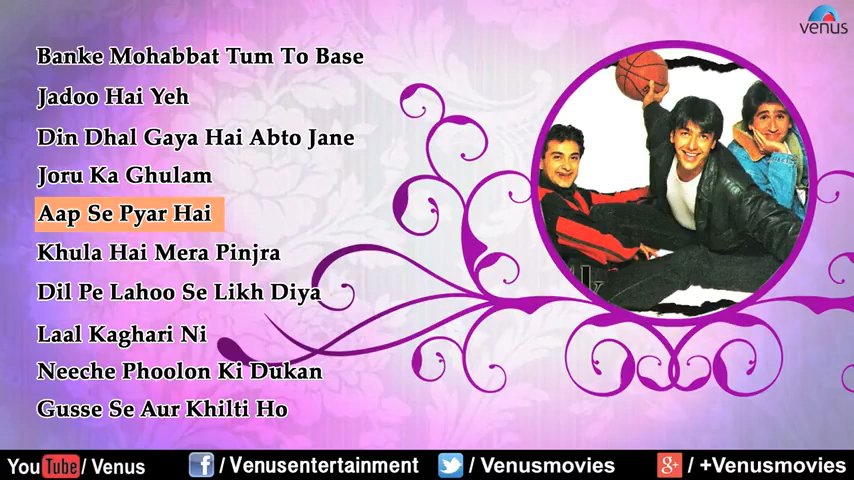 venus
Banke Mohabbat Tum To Base
Jadoo Hai Yeh
Din Dhal Gaya Hai Abto Jane
Joru Ka Ghulam
Aap Se Pyar Hai
Khula Hai Mera Pinjra
Dil Pe Lahoo Se Likh Diya
Laal Kaghari Ni
Neeche Phoolon Ki Dukan
Gusse Se Aur Khilti Ho
You Tube / Venus f / Venusentertainment / Venusmovies g+ / +Venusmovies